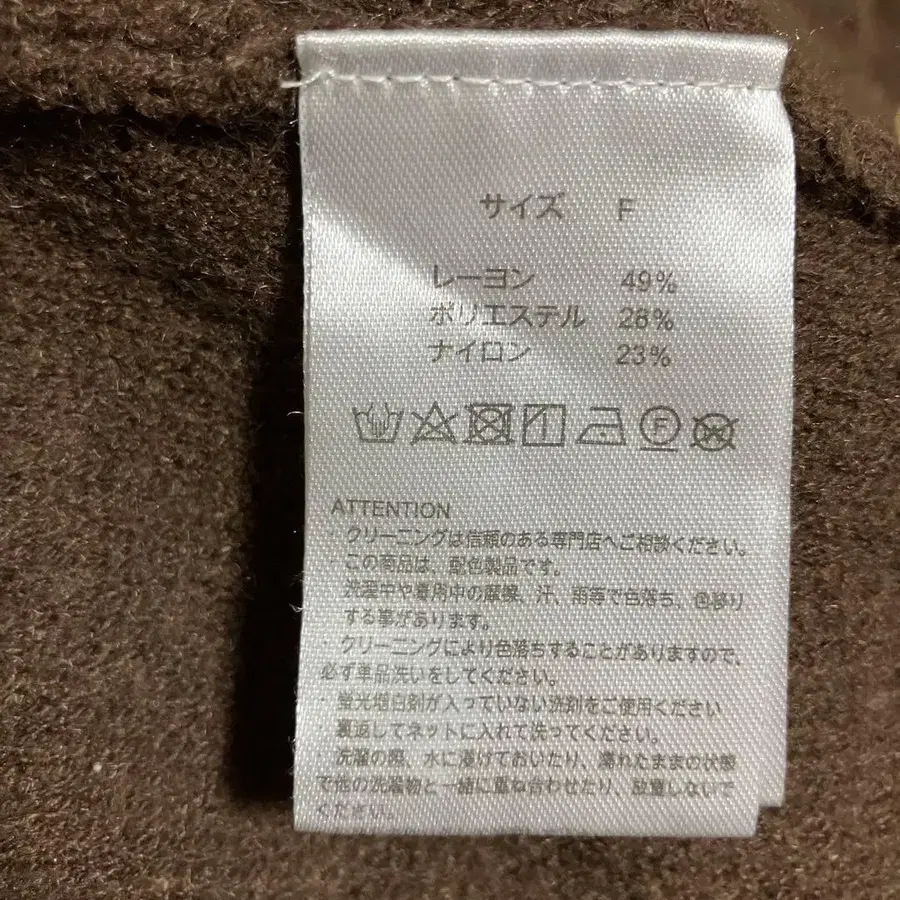 サイズ F
レーヨン 49%
ポリエステル 28%
ナイロン 23%
F
W
ATTENTION
・クリーニングは信頼のある専門店へご相談ください。
・この商品は、配色製品です。
洗濯中や着用中の摩擦、汗、雨等で色落ち、色移り
する事があります。
・クリーニングにより色落ちすることがありますので、
必ず単品洗いをしてください。
・蛍光増白剤が入っていない洗剤をご使用ください
裏返してネットに入れて洗ってください。
洗濯の際、水に浸けておいたり、濡れたままの状態
で他の洗濯物と一緒に重ね合わせたり、放置しないで
ください。